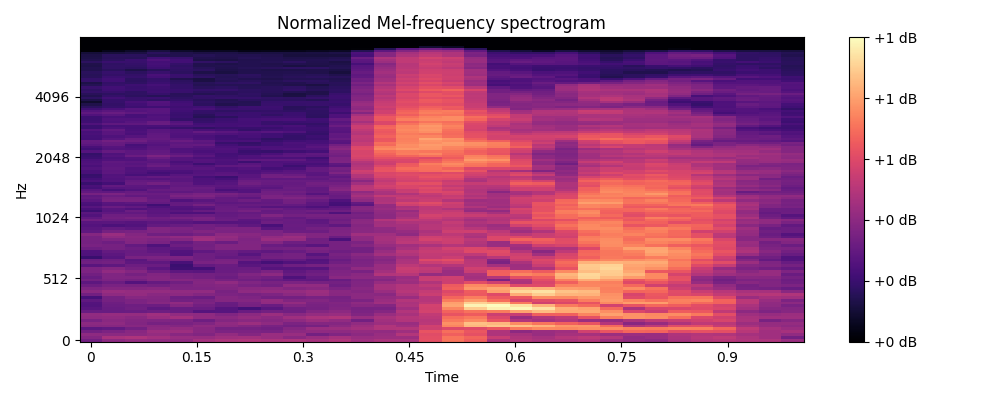 Normalized Mel-frequency spectrogram
Hz
4096
2048
1024
512
0
0 0.15 0.3 0.45 0.6 0.75 0.9
Time
+1 dB
+1 dB
+1 dB
+0 dB
+0 dB
+0 dB